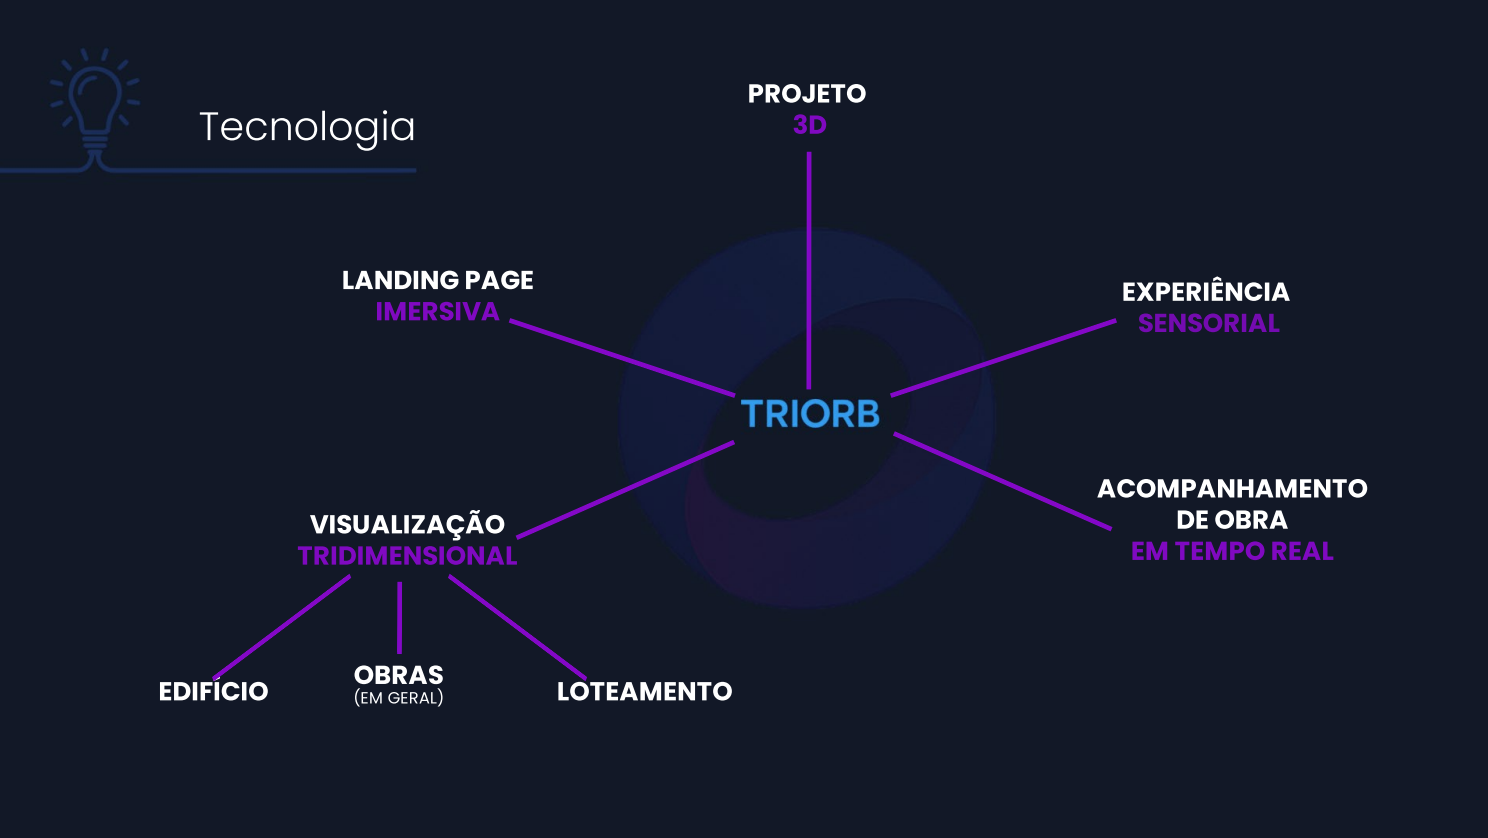 Tecnologia
PROJETO
3D
LANDING PAGE
IMERSIVA
EXPERIÊNCIA
SENSORIAL
TRIORB
VISUALIZAÇÃO
TRIDIMENSIONAL
ACOMPANHAMENTO
DE OBRA
EM TEMPO REAL
EDIFÍCIO
OBRAS
(EM GERAL)
LOTEAMENTO